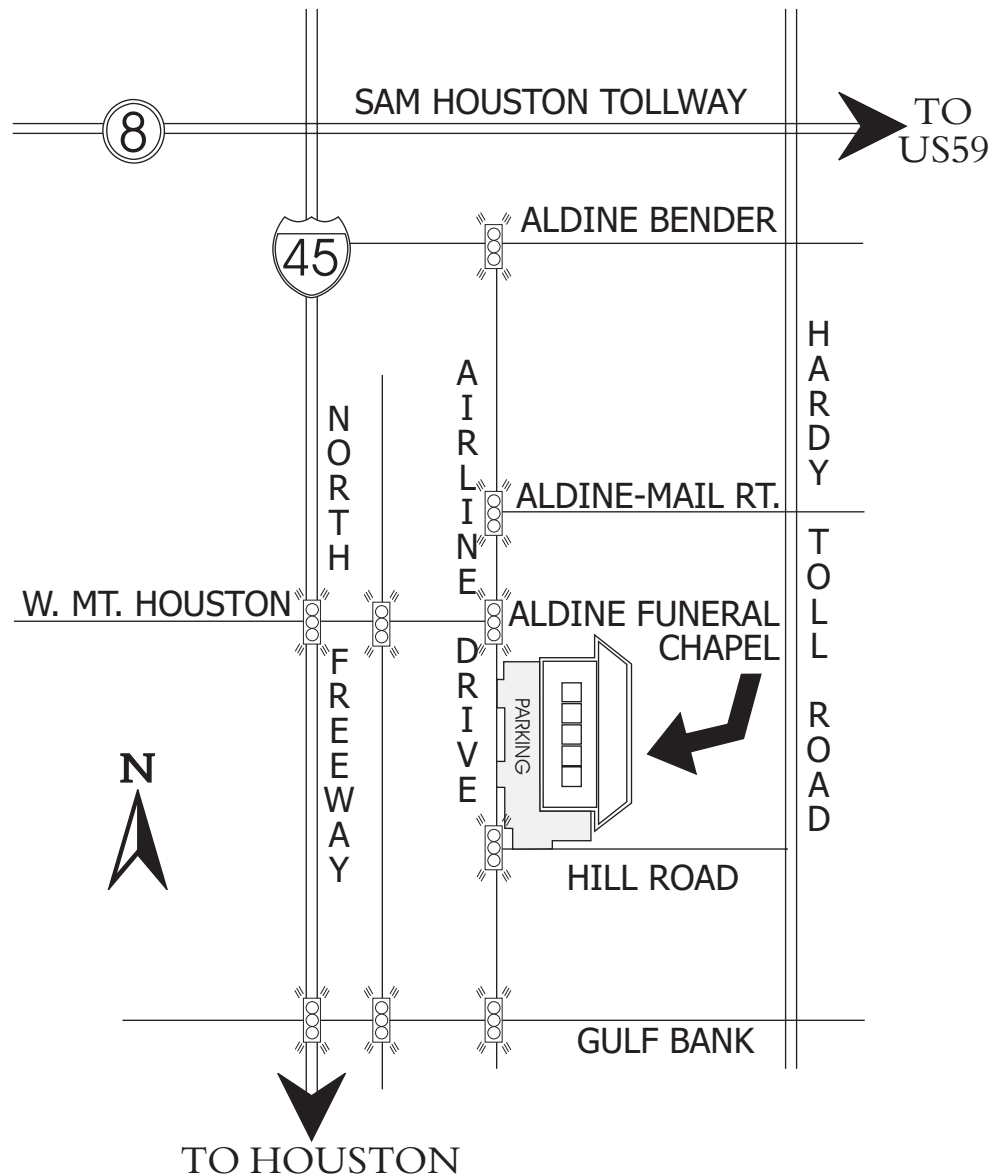 SAM HOUSTON TOLLWAY
8
TO
US59
ALDINE BENDER
45
HARDY TOLL ROAD
AIRLINE DRIVE
NORTH FREEWAY
ALDINE-MAIL RT.
W. MT. HOUSTON
ALDINE FUNERAL
CHAPEL
PARKING
N
HILL ROAD
GULF BANK
TO HOUSTON